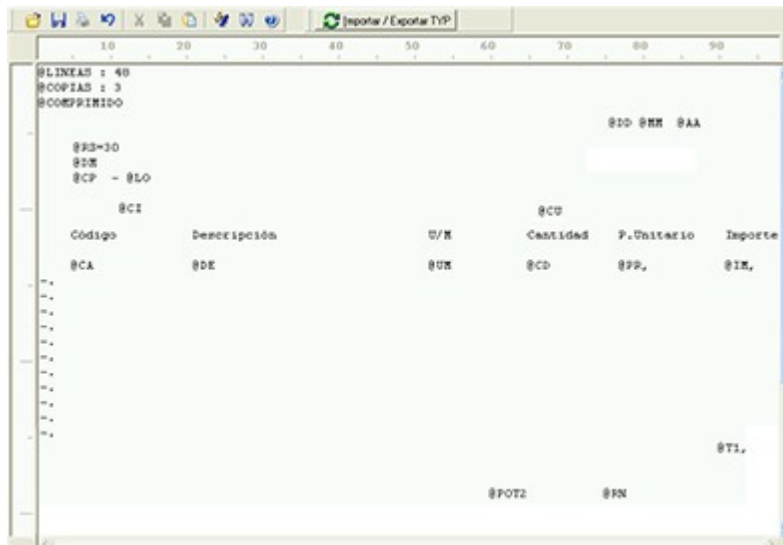 Importar / Exportar TYP
10 20 30 40 50 60 70 80 90
@LINEAS : 48
@COPIAS : 3
@COMPRIMIDO
@DD @MM @AA
@RS=30
@DM
@CP - @LO
@CI @CU
Código Descripción U/M Cantidad P.Unitario Importe
@CA @DE @UM @CD @PR, @IM,
-.
-.
-.
-.
-.
-.
-.
-.
-.
-.
-.
@T1,
@POT2 @RN